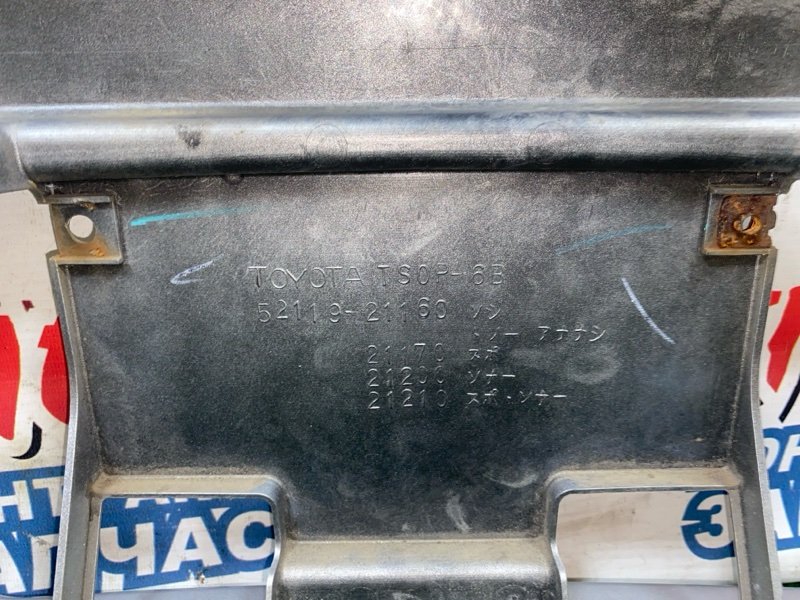 TOYOTA TSOP-6B
52119-21160 ソシ
トソー アナナシ
21170 スポ
21200 ソナー
21210 スポ・ソナー
АНЧАС